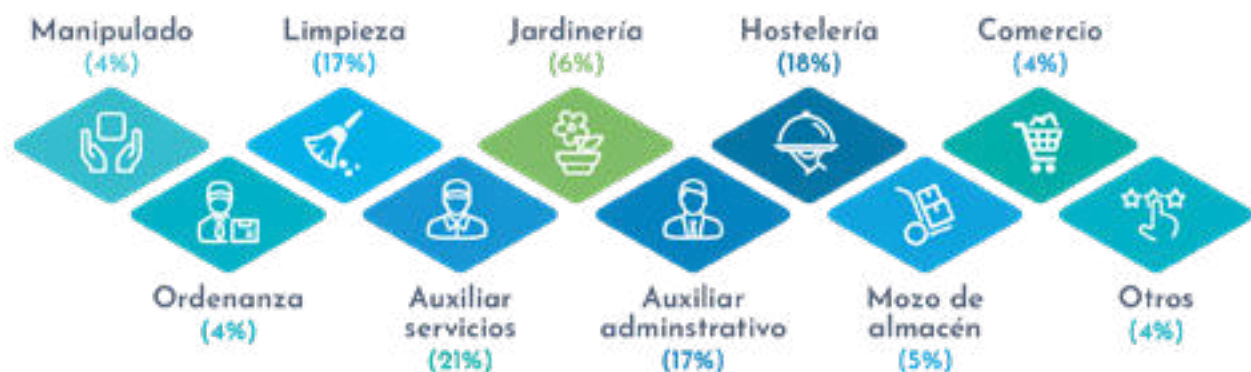 Manipulado
(4%)
Limpieza
(17%)
Jardinería
(6%)
Hostelería
(18%)
Comercio
(4%)
Ordenanza
(4%)
Auxiliar
servicios
(21%)
Auxiliar
adminstrativo
(17%)
Mozo de
almacén
(5%)
Otros
(4%)